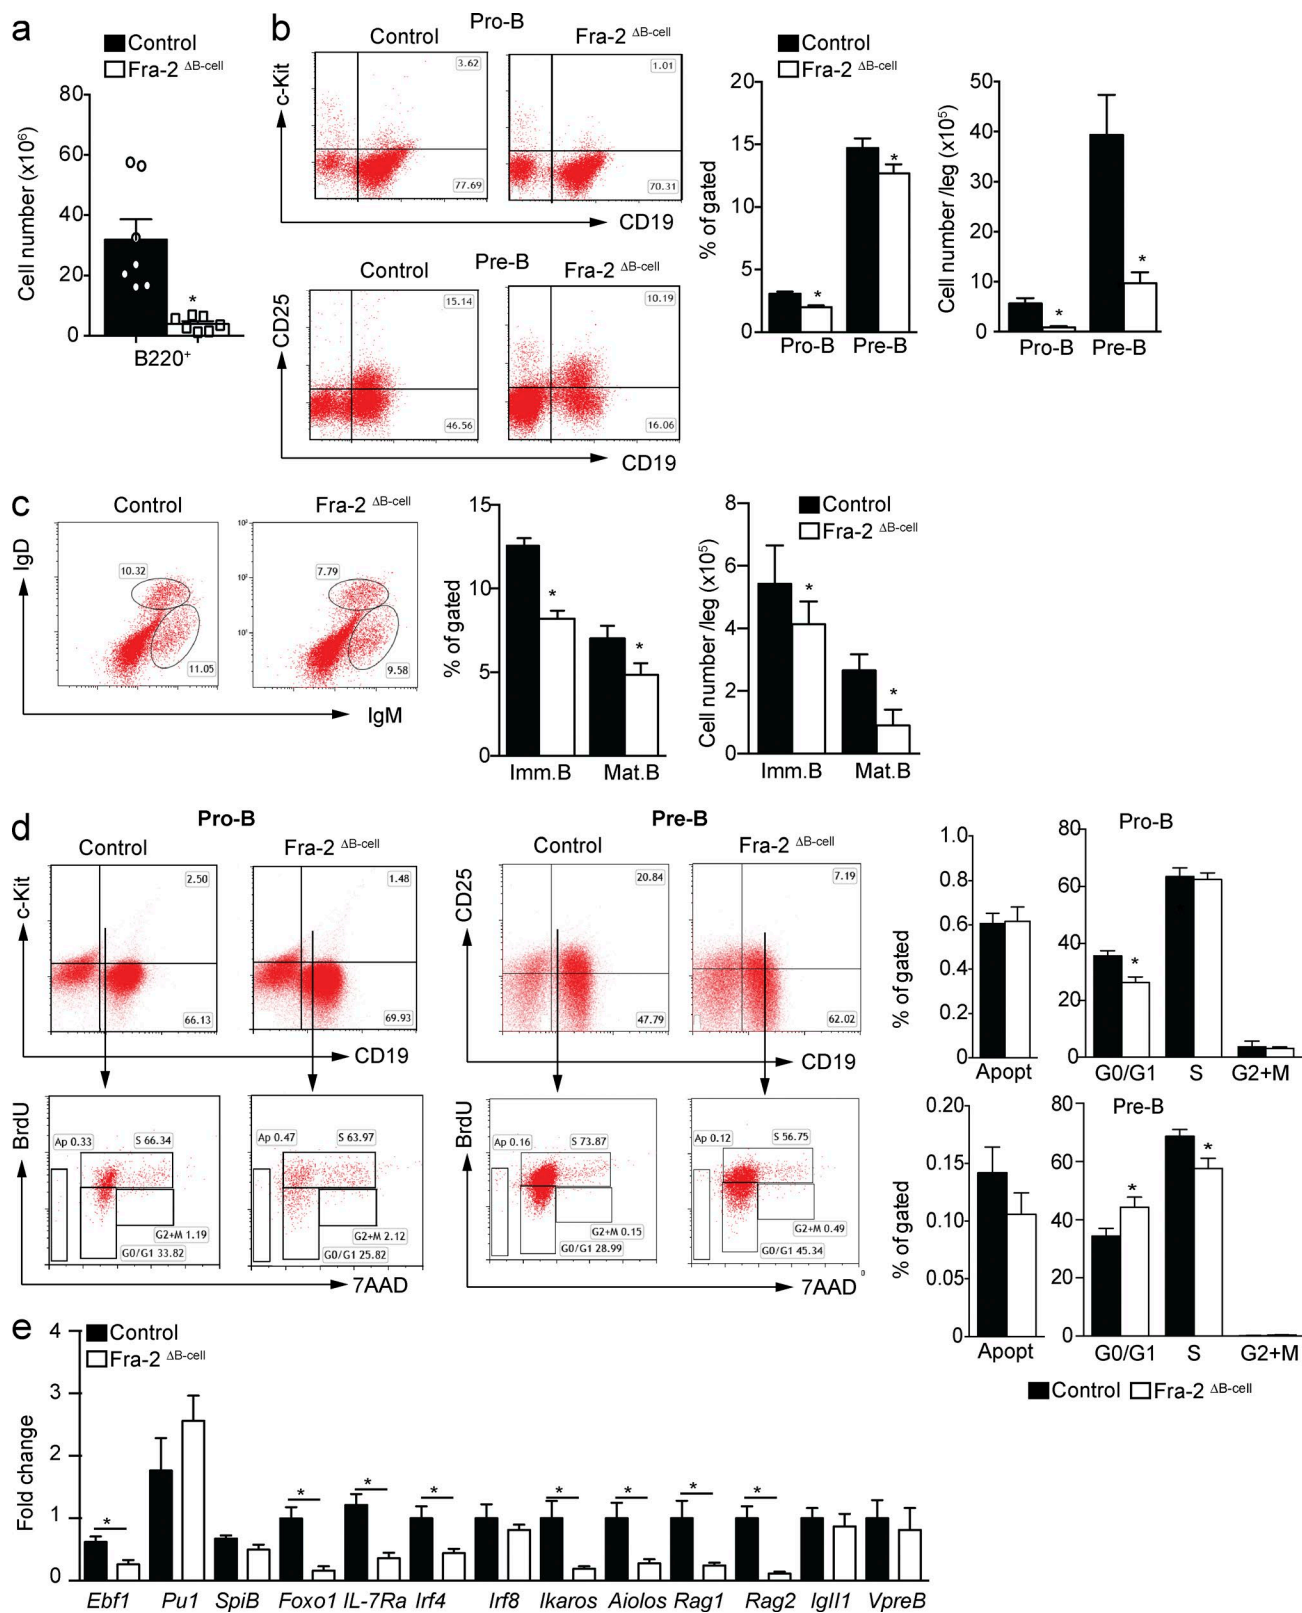 a
Control
Fra-2 ΔB-cell
Cell number (x10⁶)
80
60
40
20
0
*
B220⁺
b
Pro-B
Control
Fra-2 ΔB-cell
c-Kit
3.62
77.69
1.01
70.31
CD19
Pre-B
Control
Fra-2 ΔB-cell
CD25
15.14
46.56
10.19
16.06
CD19
Control
Fra-2 ΔB-cell
% of gated
20
15
10
5
0
*
*
Pro-B
Pre-B
Cell number /leg (x10⁵)
50
40
30
20
10
0
*
*
Pro-B
Pre-B
c
Control
Fra-2 ΔB-cell
IgD
10.32
11.05
10³
10²
10¹
7.79
9.58
IgM
% of gated
15
10
5
0
*
*
Imm.B
Mat.B
Control
Fra-2 ΔB-cell
Cell number /leg (x10⁵)
8
6
4
2
0
*
*
Imm.B
Mat.B
d
Pro-B
Control
Fra-2 ΔB-cell
c-Kit
2.50
66.13
1.48
69.93
CD19
BrdU
Ap 0.33
S 66.34
G2+M 1.19
G0/G1 33.82
Ap 0.47
S 63.97
G2+M 2.12
G0/G1 25.82
7AAD
Pre-B
Control
Fra-2 ΔB-cell
CD25
20.84
47.79
7.19
62.02
CD19
BrdU
Ap 0.16
S 73.87
G2+M 0.15
G0/G1 28.99
Ap 0.12
S 56.75
G2+M 0.49
G0/G1 45.34
0
7AAD
% of gated
1.0
0.8
0.6
0.4
0.2
0
Apopt
Pro-B
80
60
40
20
0
*
G0/G1
S
G2+M
% of gated
0.20
0.15
0.10
0.05
0
Apopt
Pre-B
80
60
40
20
0
*
*
G0/G1
S
G2+M
Control
Fra-2 ΔB-cell
e
Control
Fra-2 ΔB-cell
Fold change
4
3
2
1
0
* * * * * * * *
Ebf1 Pu1 SpiB Foxo1 IL-7Ra Irf4 Irf8 Ikaros Aiolos Rag1 Rag2 Igll1 VpreB